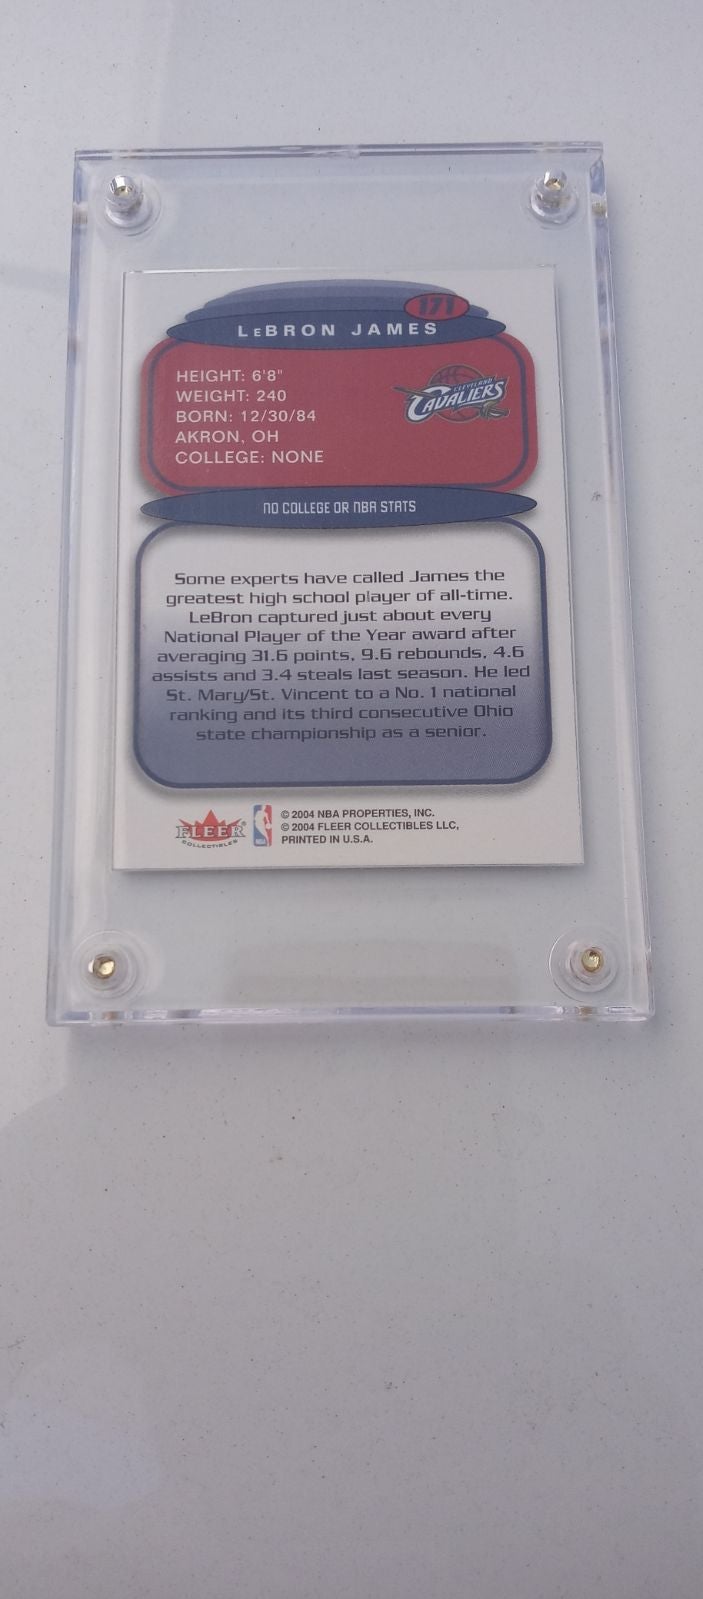 171
LeBRON JAMES
HEIGHT: 6'8"
WEIGHT: 240
BORN: 12/30/84
AKRON, OH
COLLEGE: NONE
CLEVELAND
CAVALIERS
NO COLLEGE OR NBA STATS
Some experts have called James the
greatest high school player of all-time.
LeBron captured just about every
National Player of the Year award after
averaging 31.6 points, 9.6 rebounds, 4.6
assists and 3.4 steals last season. He led
St. Mary/St. Vincent to a No. 1 national
ranking and its third consecutive Ohio
state championship as a senior.
FLEER
COLLECTIBLES
NBA
© 2004 NBA PROPERTIES, INC.
© 2004 FLEER COLLECTIBLES LLC,
PRINTED IN U.S.A.